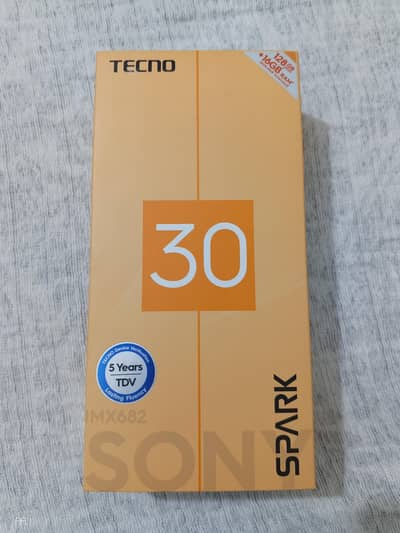 TECNO
128GB
+16GB RAM*
30
TECNO Device Verification
5 Years
TDV
Lasting Fluency
IMX682
SONY
SPARK